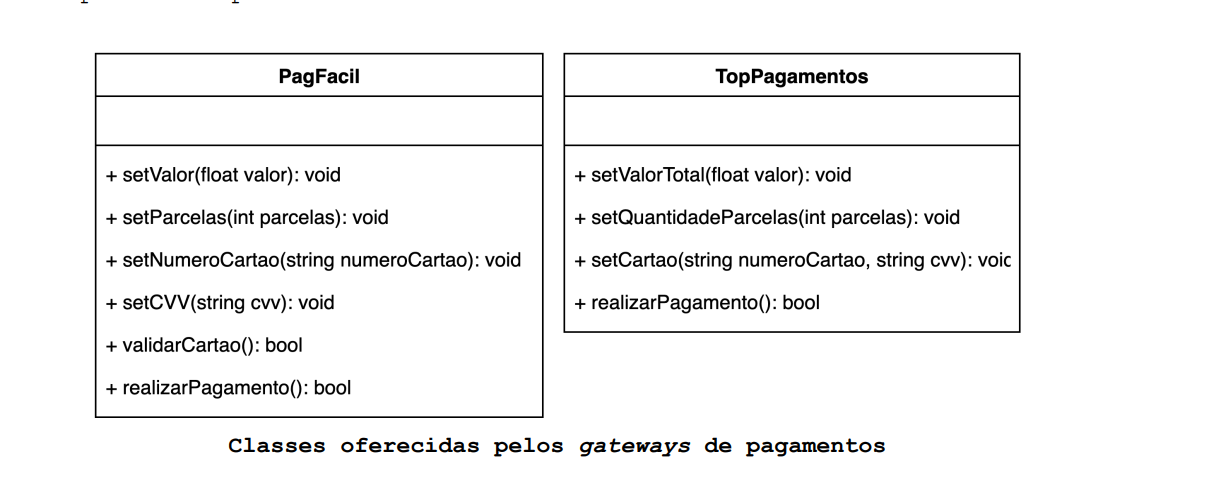 PagFacil
+ setValor(float valor): void
+ setParcelas(int parcelas): void
+ setNumeroCartao(string numeroCartao): void
+ setCVV(string cvv): void
+ validarCartao(): bool
+ realizarPagamento(): bool
TopPagamentos
+ setValorTotal(float valor): void
+ setQuantidadeParcelas(int parcelas): void
+ setCartao(string numeroCartao, string cvv): voic
+ realizarPagamento(): bool
Classes oferecidas pelos gateways de pagamentos